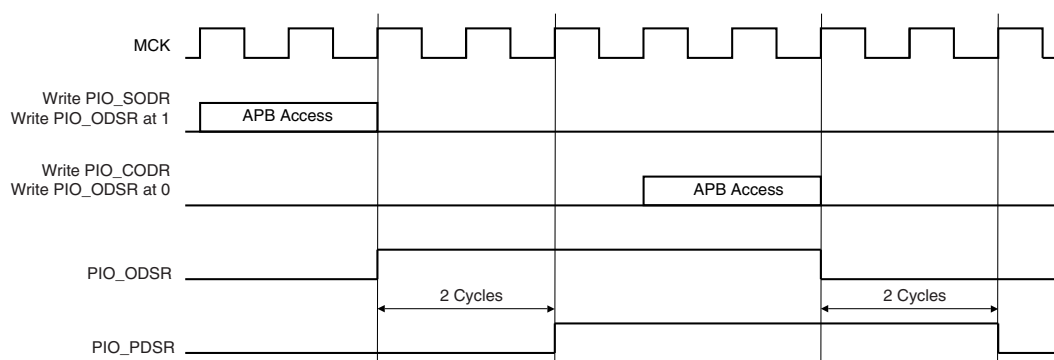 MCK
Write PIO_SODR
Write PIO_ODSR at 1
APB Access
Write PIO_CODR
Write PIO_ODSR at 0
APB Access
PIO_ODSR
2 Cycles
2 Cycles
PIO_PDSR